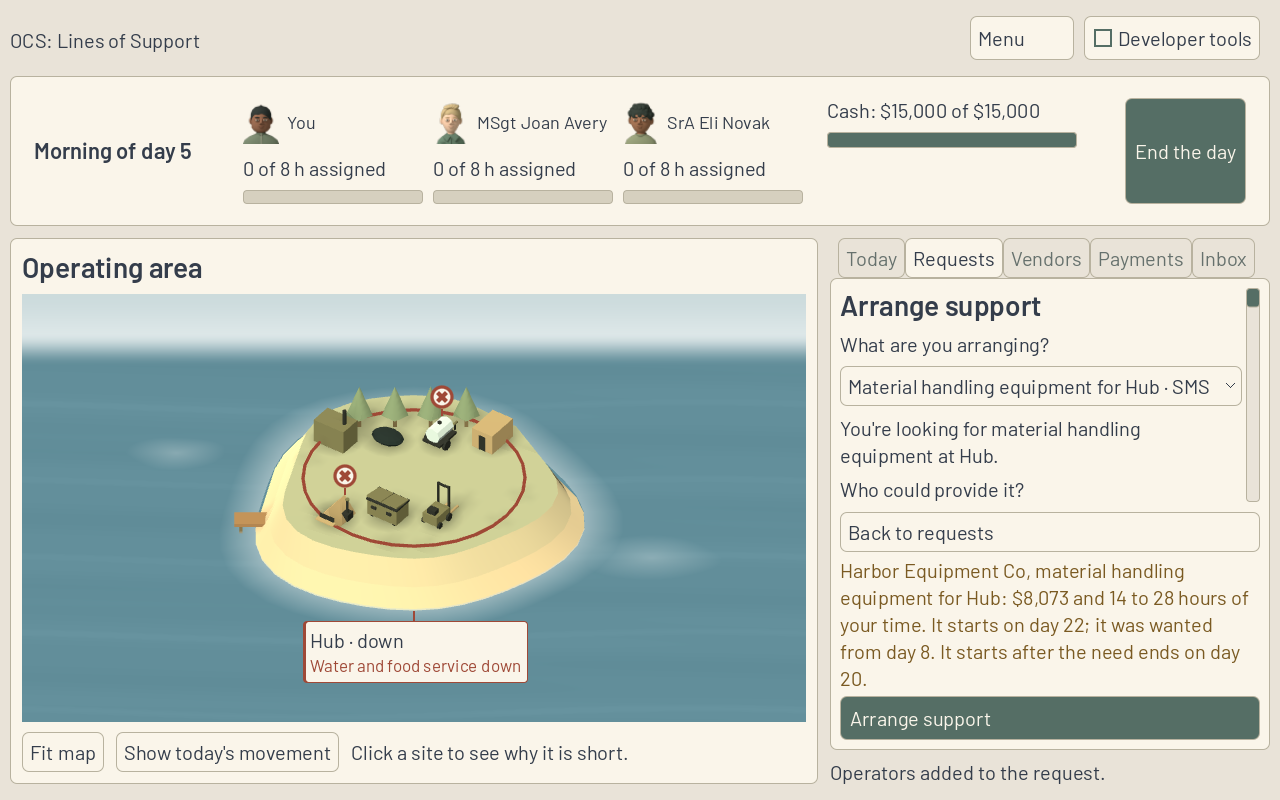 OCS: Lines of Support
Menu
Developer tools
Morning of day 5
You
0 of 8 h assigned
MSgt Joan Avery
0 of 8 h assigned
SrA Eli Novak
0 of 8 h assigned
Cash: $15,000 of $15,000
End the day
Operating area
Hub · down
Water and food service down
Fit map
Show today's movement
Click a site to see why it is short.
Today
Requests
Vendors
Payments
Inbox
Arrange support
What are you arranging?
Material handling equipment for Hub · SMS
You're looking for material handling
equipment at Hub.
Who could provide it?
Back to requests
Harbor Equipment Co, material handling
equipment for Hub: $8,073 and 14 to 28 hours of
your time. It starts on day 22; it was wanted
from day 8. It starts after the need ends on day
20.
Arrange support
Operators added to the request.